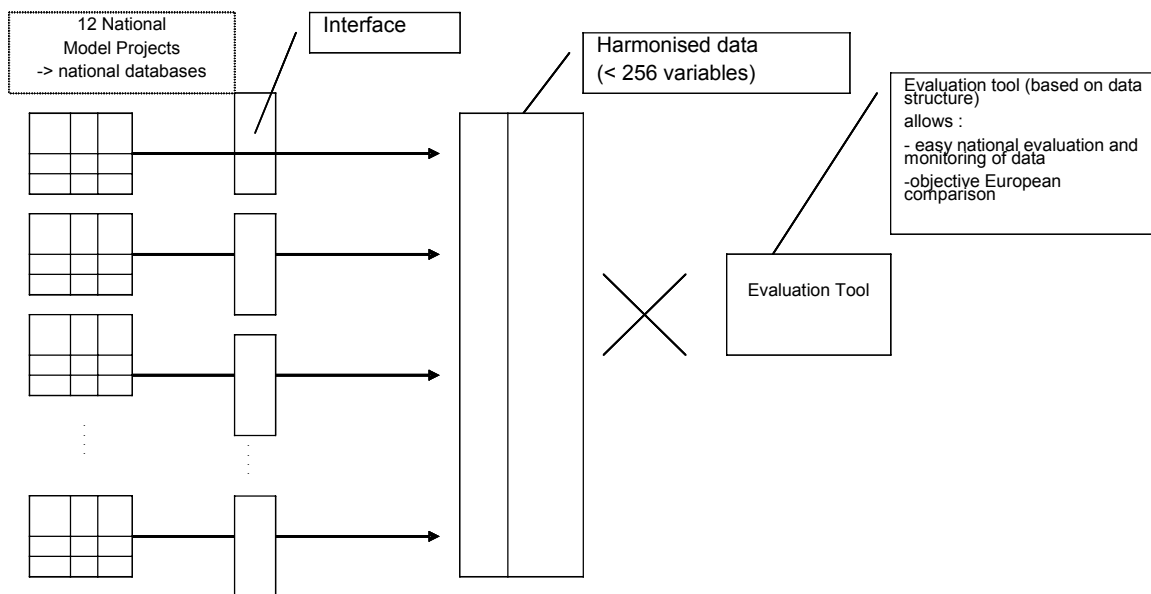 12 National
Model Projects
-> national databases
Interface
Harmonised data
(< 256 variables)
Evaluation tool (based on data
structure)
allows :
- easy national evaluation and
monitoring of data
-objective European
comparison
Evaluation Tool